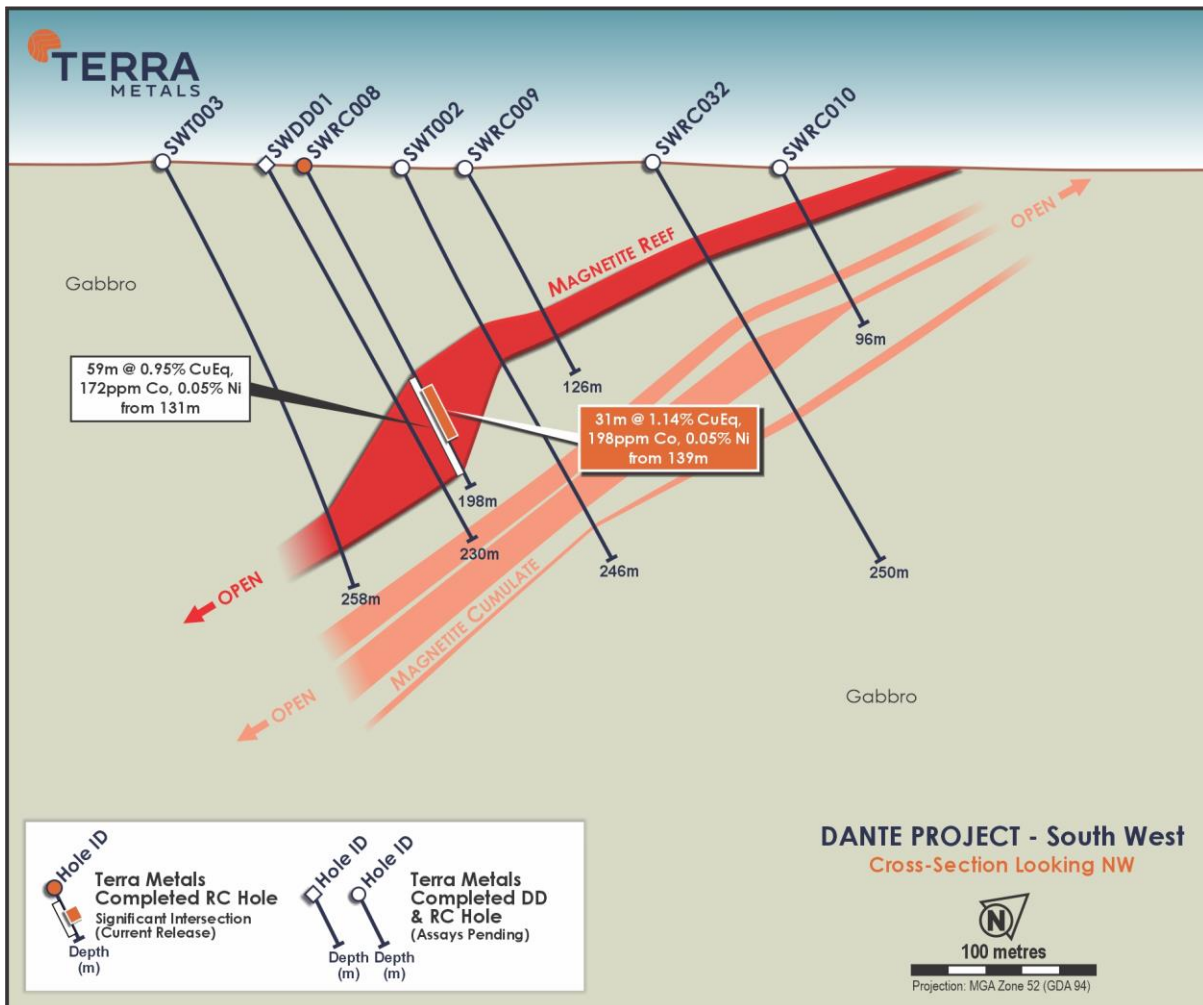 TERRA
METALS
SWT003
SWDD01
SWRC008
SWT002
SWRC009
SWRC032
SWRC010
OPEN
MAGNETITE REEF
Gabbro
96m
59m @ 0.95% CuEq,
172ppm Co, 0.05% Ni
from 131m
126m
31m @ 1.14% CuEq,
198ppm Co, 0.05% Ni
from 139m
198m
230m
246m
250m
258m
OPEN
MAGNETITE CUMULATE
OPEN
Gabbro
Hole ID
Terra Metals
Completed RC Hole
Significant Intersection
(Current Release)
Depth
(m)
Hole ID
Hole ID
Terra Metals
Completed DD
& RC Hole
(Assays Pending)
Depth
(m)
Depth
(m)
DANTE PROJECT - South West
Cross-Section Looking NW
N
100 metres
Projection: MGA Zone 52 (GDA 94)